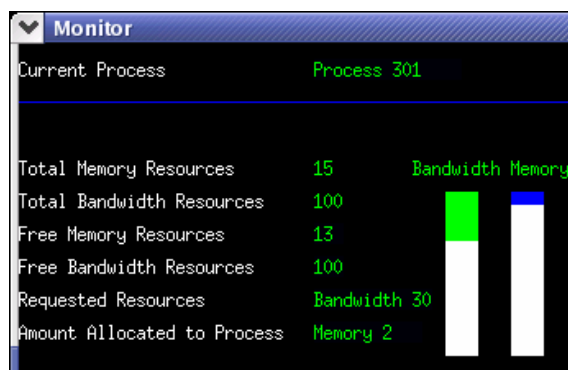 Monitor
Current Process Process 301
Total Memory Resources 15 Bandwidth Memory
Total Bandwidth Resources 100
Free Memory Resources 13
Free Bandwidth Resources 100
Requested Resources Bandwidth 30
Amount Allocated to Process Memory 2